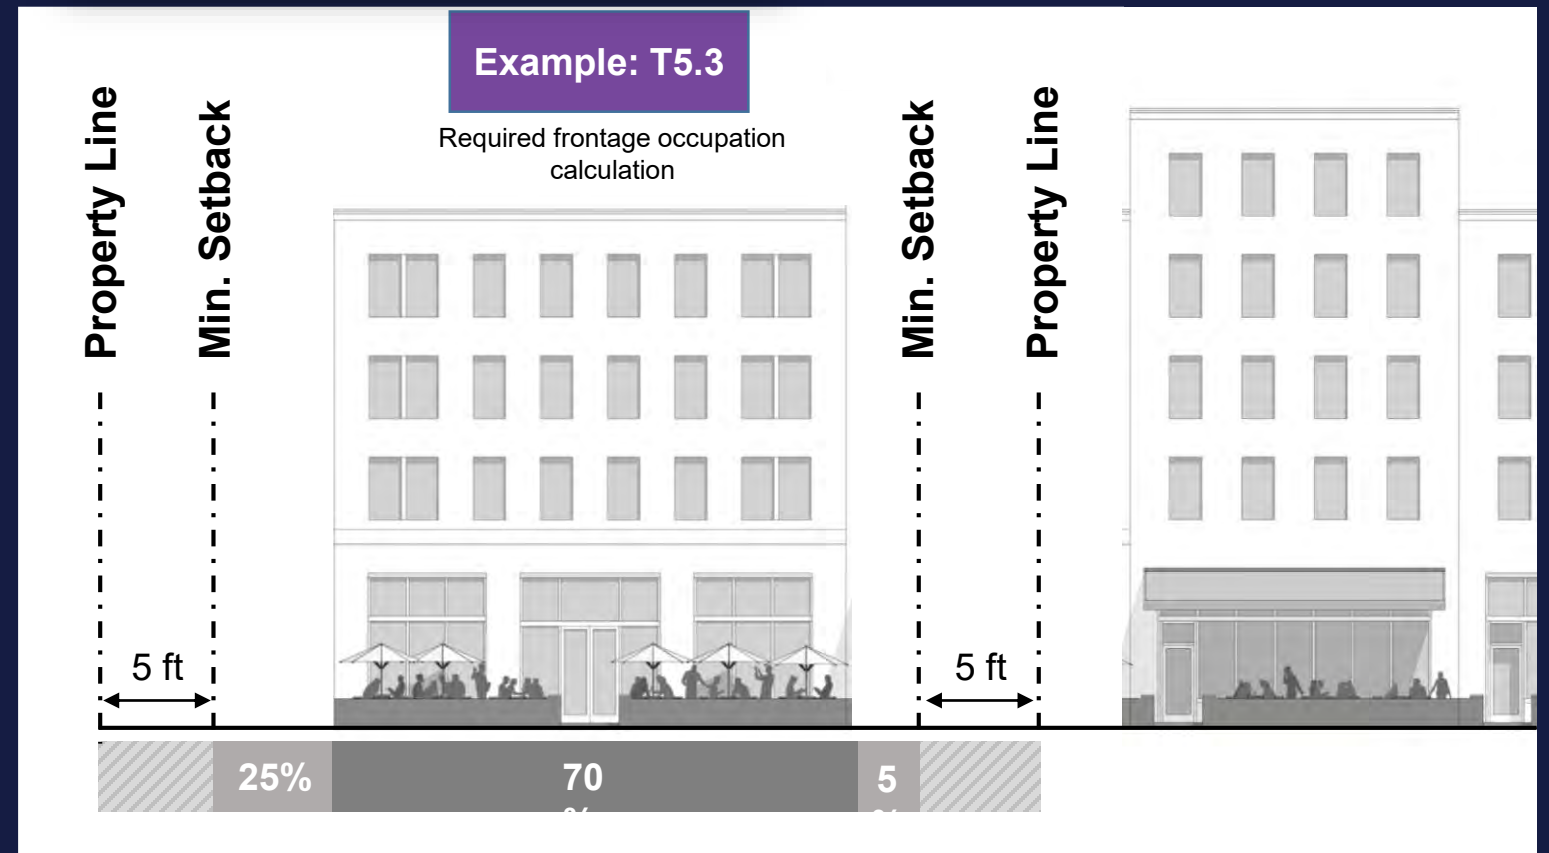 Example: T5.3
Required frontage occupation
calculation
Property Line
Min. Setback
Min. Setback
Property Line
5 ft
5 ft
25%
70
%
5
%